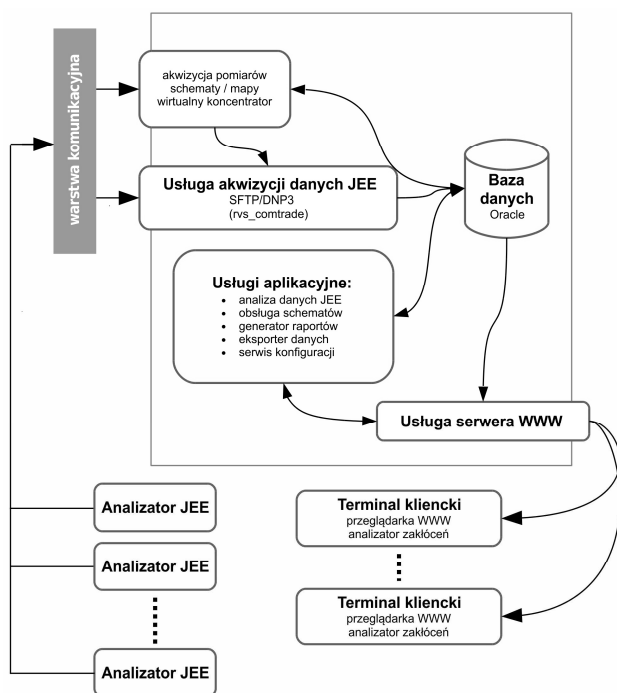 warstwa komunikacyjna
akwizycja pomiarów
schematy / mapy
wirtualny koncentrator
Usługa akwizycji danych JEE
SFTP/DNP3
(rvs_comtrade)
Baza
danych
Oracle
Usługi aplikacyjne:
• analiza danych JEE
• obsługa schematów
• generator raportów
• eksporter danych
• serwis konfiguracji
Usługa serwera WWW
Analizator JEE
Analizator JEE
Analizator JEE
Terminal kliencki
przeglądarka WWW
analizator zakłóceń
Terminal kliencki
przeglądarka WWW
analizator zakłóceń